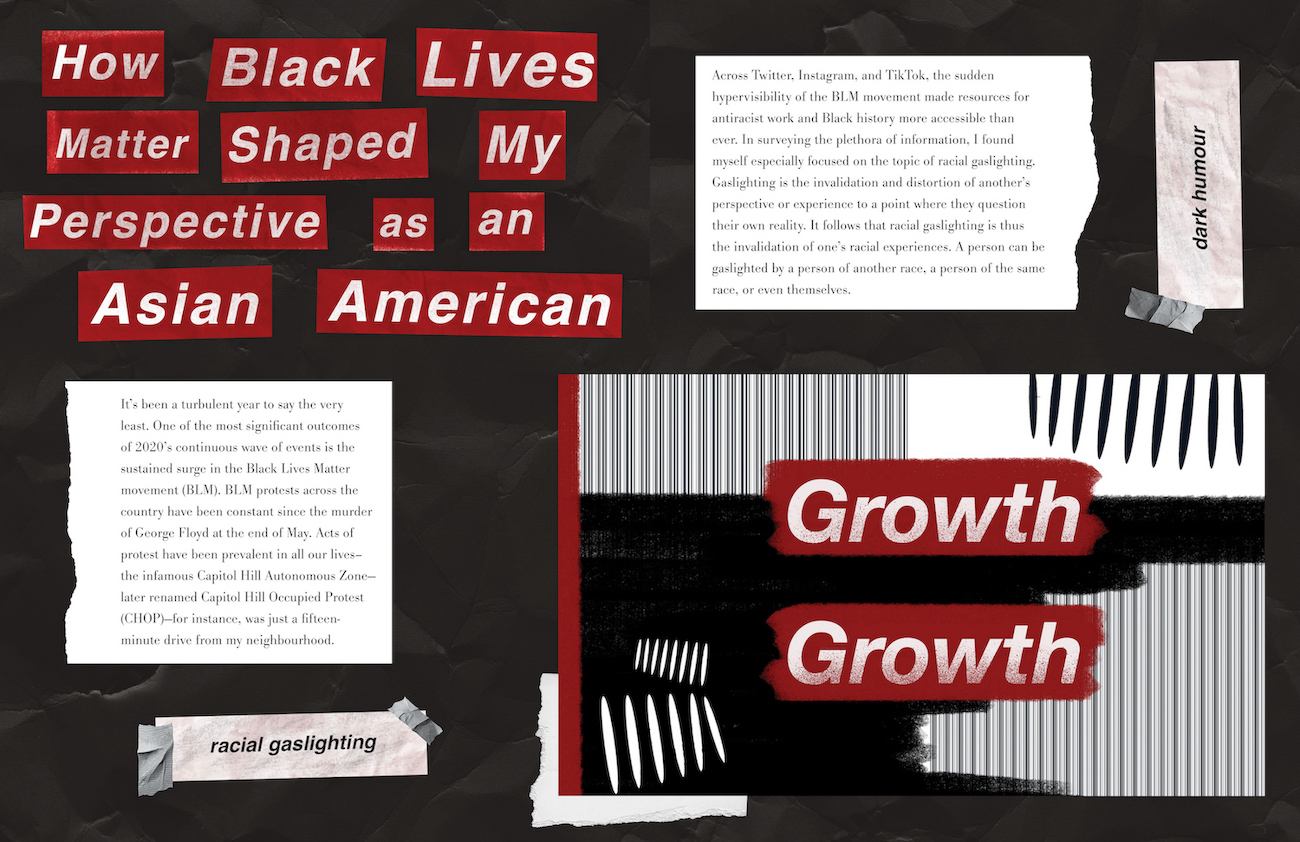 How Black Lives
Matter Shaped My
Perspective as an
Asian American
It's been a turbulent year to say the very
least. One of the most significant outcomes
of 2020's continuous wave of events is the
sustained surge in the Black Lives Matter
movement (BLM). BLM protests across the
country have been constant since the murder
of George Floyd at the end of May. Acts of
protest have been prevalent in all our lives—
the infamous Capitol Hill Autonomous Zone—
later renamed Capitol Hill Occupied Protest
(CHOP)—for instance, was just a fifteen-
minute drive from my neighbourhood.
racial gaslighting
Across Twitter, Instagram, and TikTok, the sudden
hypervisibility of the BLM movement made resources for
antiracist work and Black history more accessible than
ever. In surveying the plethora of information, I found
myself especially focused on the topic of racial gaslighting.
Gaslighting is the invalidation and distortion of another's
perspective or experience to a point where they question
their own reality. It follows that racial gaslighting is thus
the invalidation of one's racial experiences. A person can be
gaslighted by a person of another race, a person of the same
race, or even themselves.
dark humour
Growth
Growth